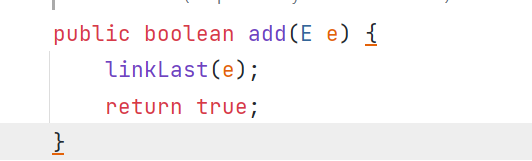 public boolean add(E e) {
    linkLast(e);
    return true;
}